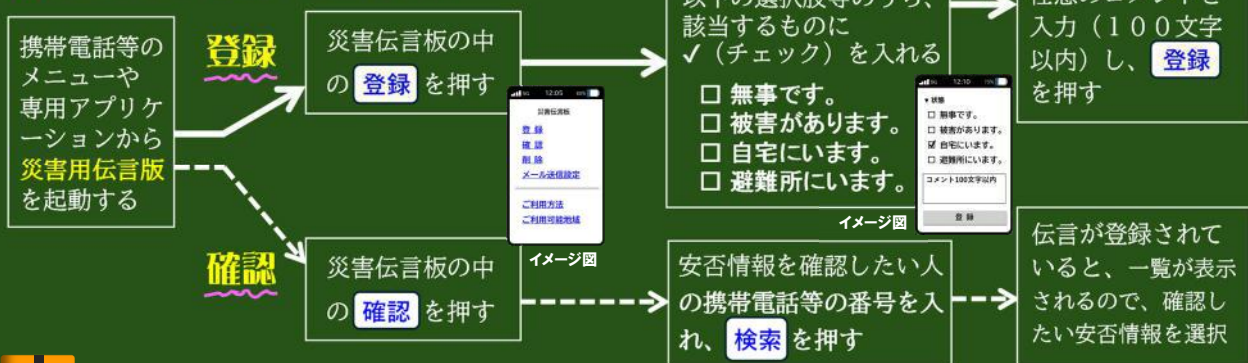 携帯電話等の
メニューや
専用アプリケ
ーションから
災害用伝言版
を起動する
登録
災害伝言板の中
の 登録 を押す
該当するものに
✓(チェック)を入れる
□ 無事です。
□ 被害があります。
□ 自宅にいます。
□ 避難所にいます。
入力(100文字
以内)し、 登録
を押す
12:05
災害伝言板
登 録
確 認
削 除
メール送信設定
ご利用方法
ご利用可能地域
イメージ図
12:10
▼ 状態
□ 無事です。
□ 被害があります。
☑ 自宅にいます。
□ 避難所にいます。
コメント100文字以内
登 録
イメージ図
確認
災害伝言板の中
の 確認 を押す
安否情報を確認したい人
の携帯電話等の番号を入
れ、 検索 を押す
伝言が登録されて
いると、一覧が表示
されるので、確認し
たい安否情報を選択